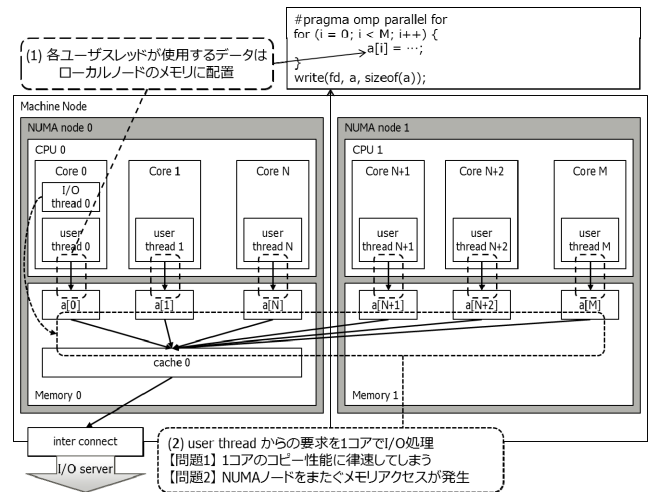 #pragma omp parallel for
for (i = 0; i < M; i++) {
a[i] = …;
}
write(fd, a, sizeof(a));
(1) 各ユーザスレッドが使用するデータは
ローカルノードのメモリに配置
Machine Node
NUMA node 0
CPU 0
Core 0
I/O
thread 0
user
thread 0
Core 1
user
thread 1
Core N
user
thread N
a[0]
a[1]
a[N]
cache 0
Memory 0
NUMA node 1
CPU 1
Core N+1
user
thread N+1
Core N+2
user
thread N+2
Core M
user
thread M
a[N+1]
a[N+2]
a[M]
Memory 1
inter connect
I/O server
(2) user thread からの要求を1コアでI/O処理
【問題1】 1コアのコピー性能に律速してしまう
【問題2】 NUMAノードをまたぐメモリアクセスが発生